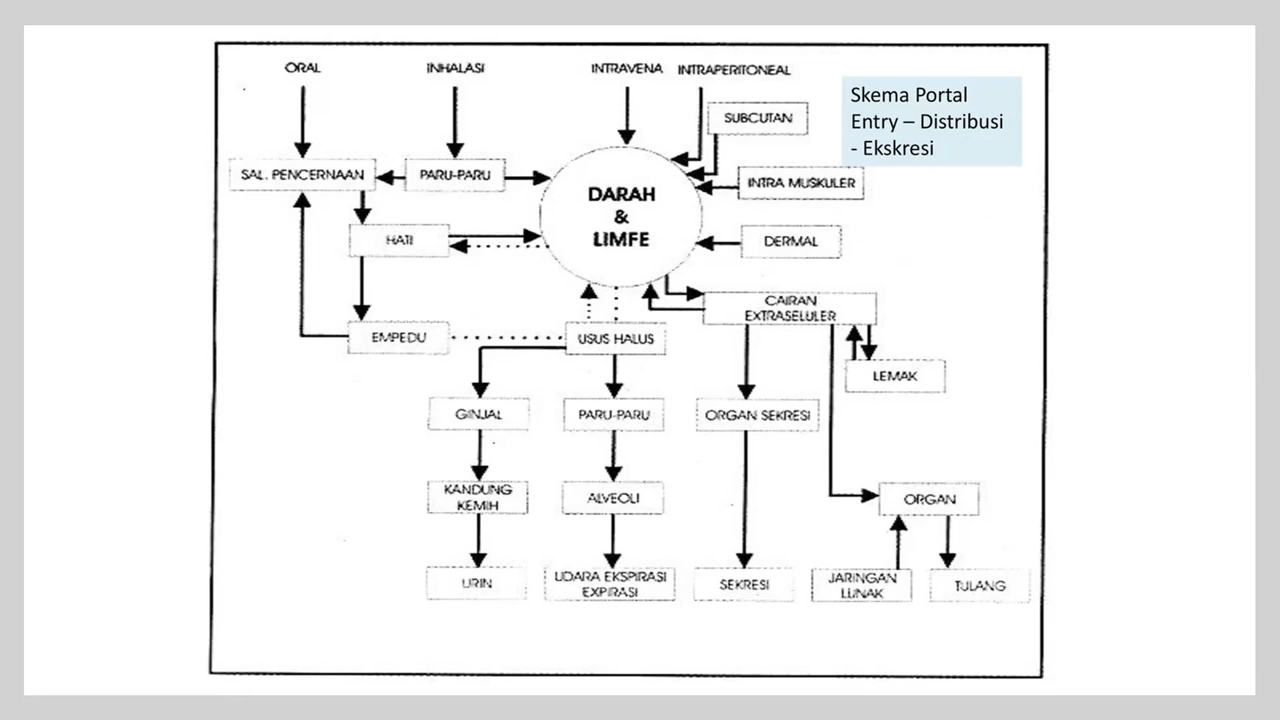 ORAL
INHALASI
INTRAVENA
INTRAPERITONEAL
Skema Portal
Entry – Distribusi
- Ekskresi
SUBCUTAN
SAL. PENCERNAAN
PARU-PARU
INTRA MUSKULER
DARAH
&
LIMFE
HATI
DERMAL
CAIRAN
EXTRASELULER
EMPEDU
USUS HALUS
LEMAK
GINJAL
PARU-PARU
ORGAN SEKRESI
KANDUNG
KEMIH
ALVEOLI
ORGAN
URIN
UDARA EKSPIRASI
EXPIRASI
SEKRESI
JARINGAN
LUNAK
TULANG